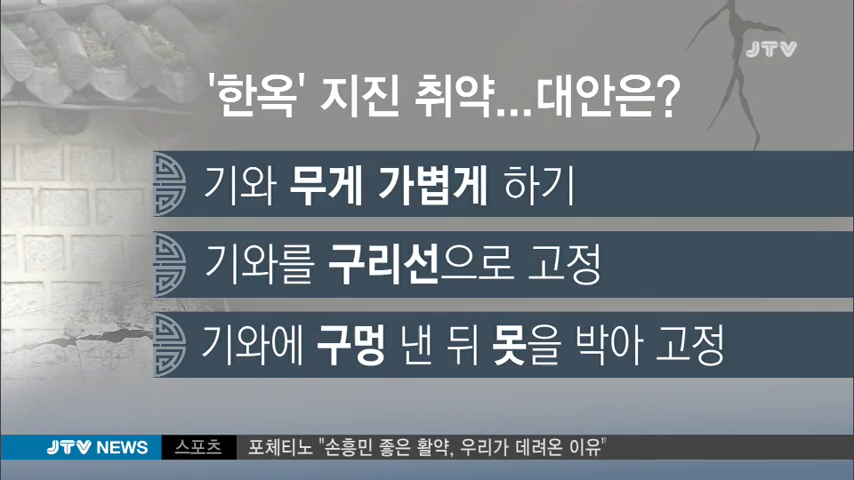 JTV
'한옥' 지진 취약...대안은?
기와 무게 가볍게 하기
기와를 구리선으로 고정
기와에 구멍 낸 뒤 못을 박아 고정
JTV NEWS 스포츠 포체티노 "손흥민 좋은 활약, 우리가 데려온 이유"